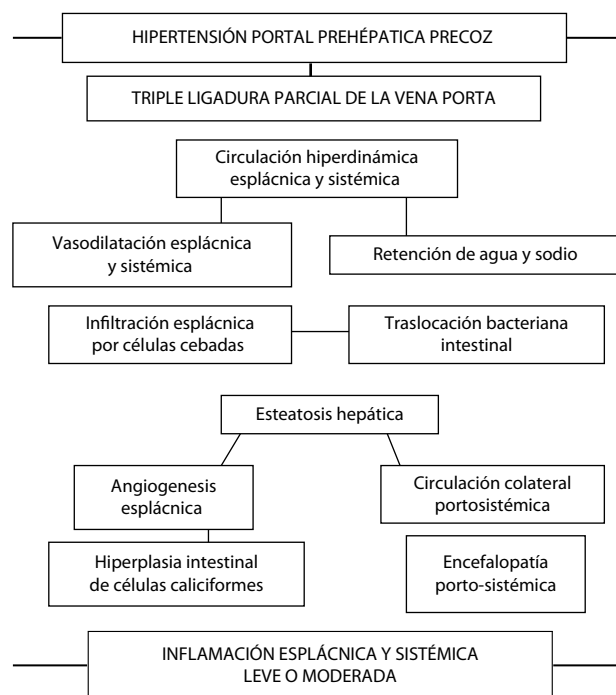 HIPERTENSIÓN PORTAL PREHÉPATICA PRECOZ
TRIPLE LIGADURA PARCIAL DE LA VENA PORTA
Circulación hiperdinámica
esplácnica y sistémica
Vasodilatación esplácnica
y sistémica
Retención de agua y sodio
Infiltración esplácnica
por células cebadas
Traslocación bacteriana
intestinal
Esteatosis hepática
Angiogenesis
esplácnica
Circulación colateral
portosistémica
Hiperplasia intestinal
de células caliciformes
Encefalopatía
porto-sistémica
INFLAMACIÓN ESPLÁCNICA Y SISTÉMICA
LEVE O MODERADA